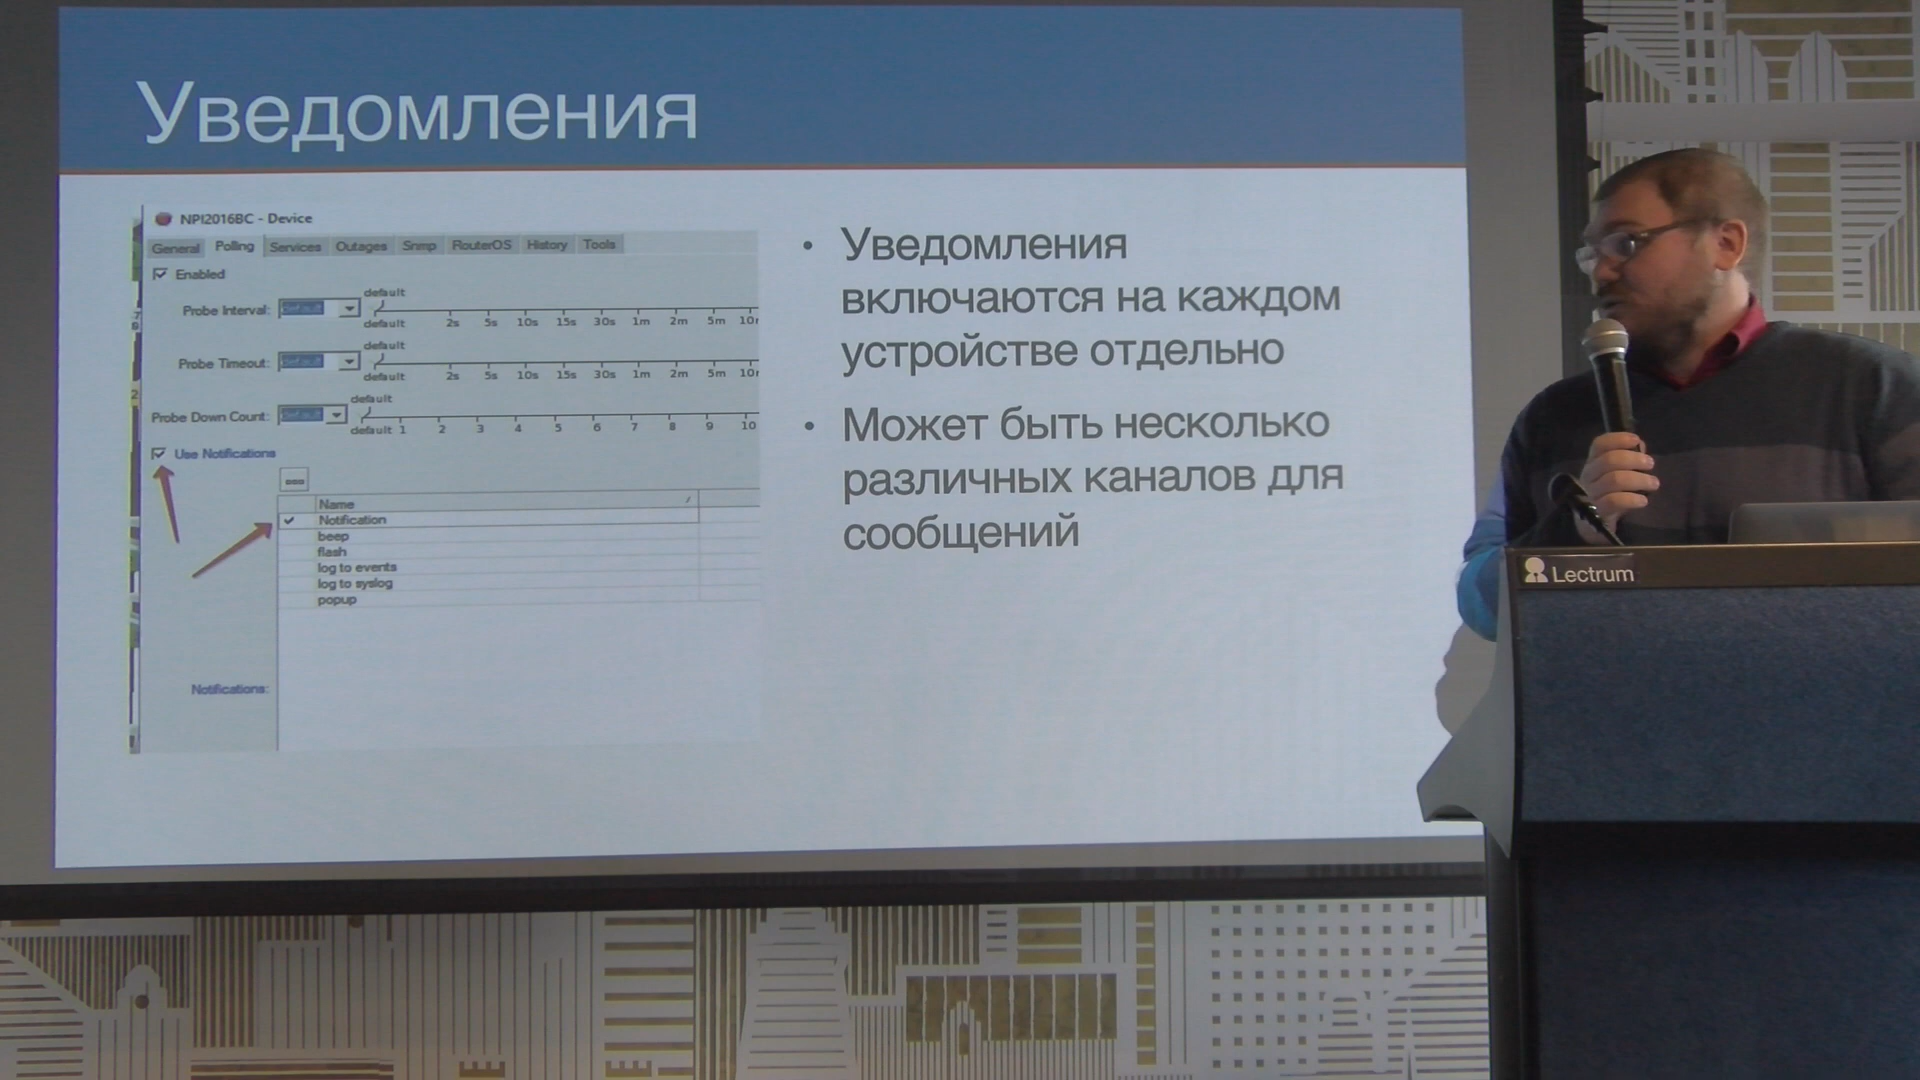 Уведомления
NPI2016BC - Device
General Polling Services Outages Snmp RouterOS History Tools
Enabled
default
Probe Interval: default
default 2s 5s 10s 15s 30s 1m 2m 5m
default
Probe Timeout: default
default 2s 5s 10s 15s 30s 1m 2m 5m
default
Probe Down Count: default
default 1 2 3 4 5 6 7 8 9 10
Use Notifications
Name
Notification
beep
flash
log to events
log to syslog
popup
Notifications:
• Уведомления
включаются на каждом
устройстве отдельно
• Может быть несколько
различных каналов для
сообщений
Lectrum